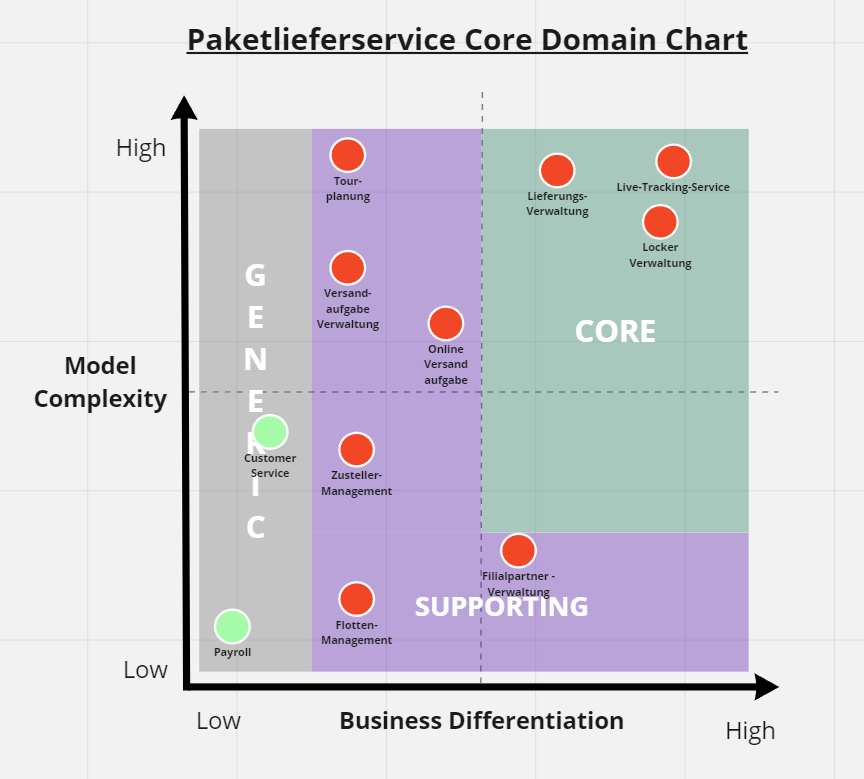 Paketlieferservice Core Domain Chart
High
Tour-
planung
Lieferungs-
Verwaltung
Live-Tracking-Service
Locker
Verwaltung
G
E
N
E
R
I
C
Versand-
aufgabe
Verwaltung
Online
Versand
aufgabe
CORE
Model
Complexity
Customer
Service
Zusteller-
Management
Filialpartner -
Verwaltung
SUPPORTING
Flotten-
Management
Payroll
Low
Low
Business Differentiation
High